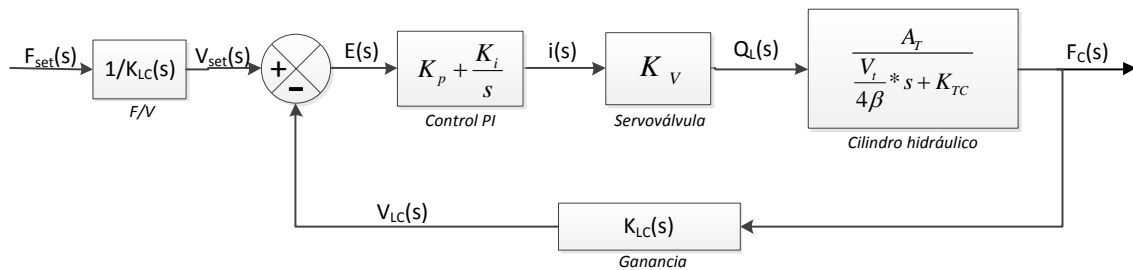 F_set(s)
1/K_LC(s)
F/V
V_set(s)
+
−
E(s)
K_p + K_i / s
Control PI
i(s)
K_V
Servoválvula
Q_L(s)
A_T
V_t / 4β * s + K_TC
Cilindro hidráulico
F_C(s)
V_LC(s)
K_LC(s)
Ganancia